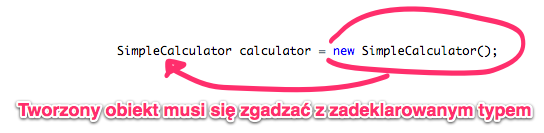 SimpleCalculator calculator = new SimpleCalculator();
Tworzony obiekt musi się zgadzać z zadeklarowanym typem